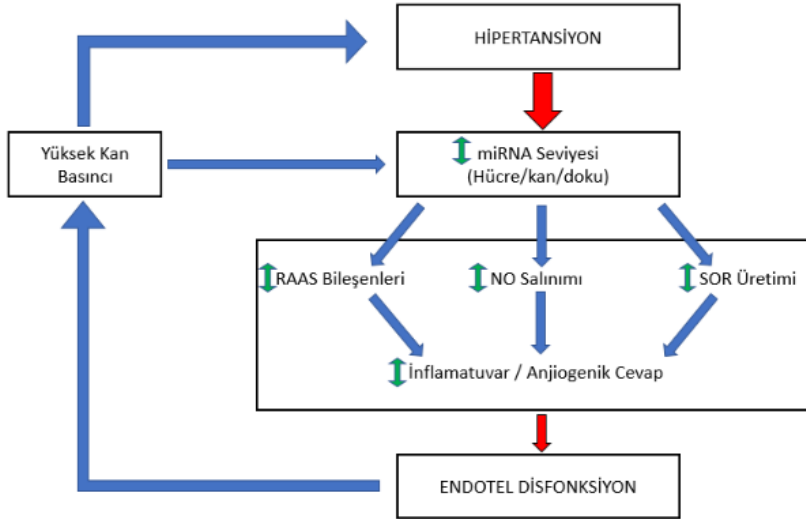 HİPERTANSİYON
Yüksek Kan
Basıncı
miRNA Seviyesi
(Hücre/kan/doku)
RAAS Bileşenleri
NO Salınımı
SOR Üretimi
İnflamatuvar / Anjiogenik Cevap
ENDOTEL DİSFONKSİYON